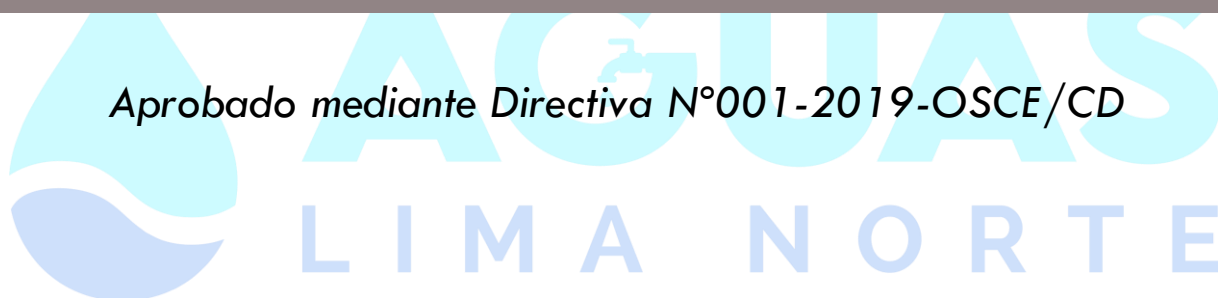 AGUAS
Aprobado mediante Directiva N°001-2019-OSCE/CD
LIMA NORTE